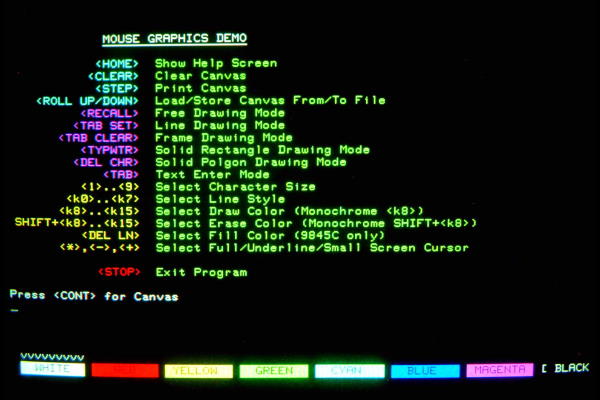 MOUSE GRAPHICS DEMO
<HOME> Show Help Screen
<CLEAR> Clear Canvas
<STEP> Print Canvas
<ROLL UP/DOWN> Load/Store Canvas From/To File
<RECALL> Free Drawing Mode
<TAB SET> Line Drawing Mode
<TAB CLEAR> Frame Drawing Mode
<TYPWTR> Solid Rectangle Drawing Mode
<DEL CHR> Solid Polgon Drawing Mode
<TAB> Text Enter Mode
<1>..<9> Select Character Size
<k0>..<k7> Select Line Style
<k8>..<k15> Select Draw Color (Monochrome <k8>)
SHIFT+<k8>..<k15> Select Erase Color (Monochrome SHIFT+<k8>)
<DEL LN> Select Fill Color (9845C only)
<*>,<->,<+> Select Full/Underline/Small Screen Cursor
<STOP> Exit Program
Press <CONT> for Canvas
_
vvvvvvvvv
WHITE RED YELLOW GREEN CYAN BLUE MAGENTA [ BLACK